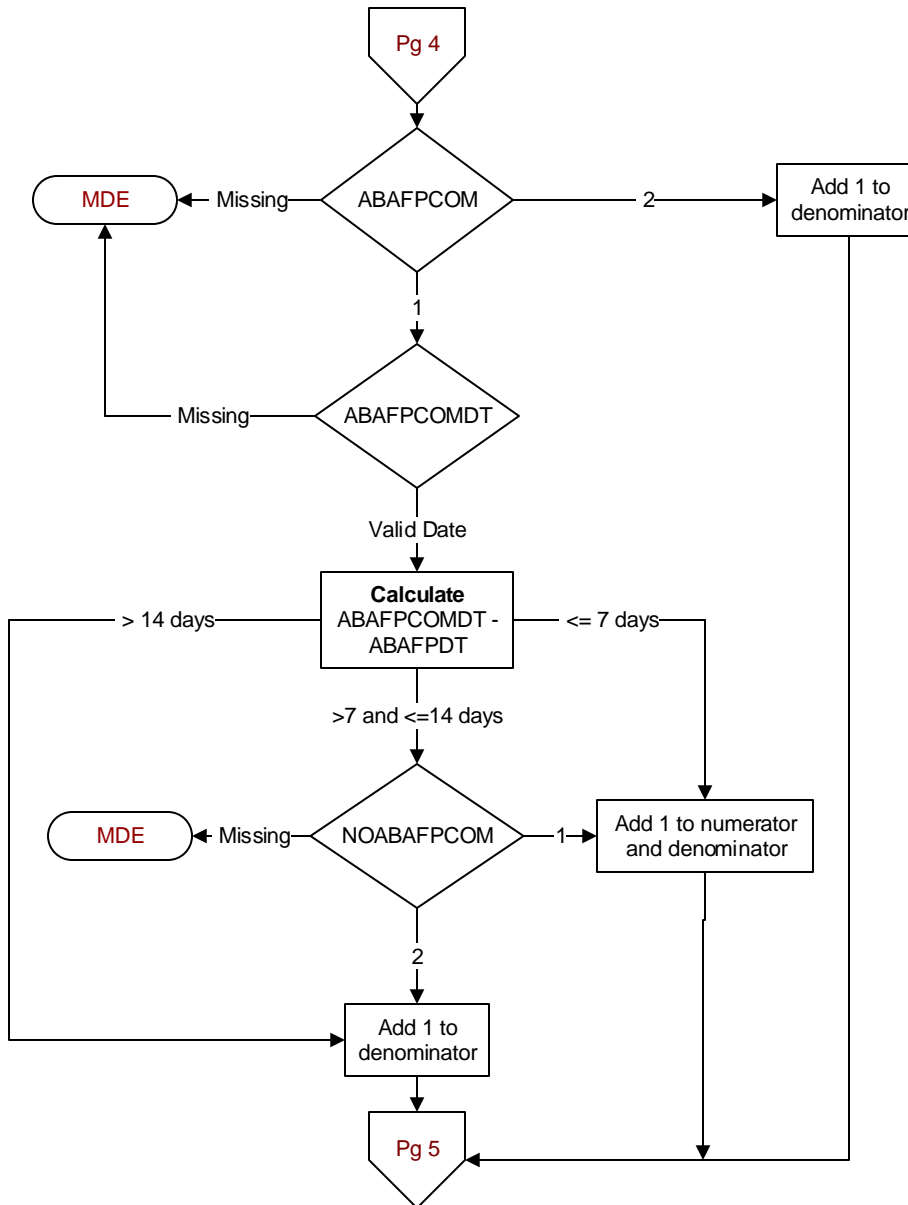 Pg 4
MDE
Missing
ABAFPCOM
2
Add 1 to
denominator
1
Missing
ABAFPCOMDT
Valid Date
Calculate
ABAFPCOMDT -
ABAFPDT
> 14 days
<= 7 days
>7 and <=14 days
MDE
Missing
NOABAFPCOM
1
Add 1 to numerator
and denominator
2
Add 1 to
denominator
Pg 5